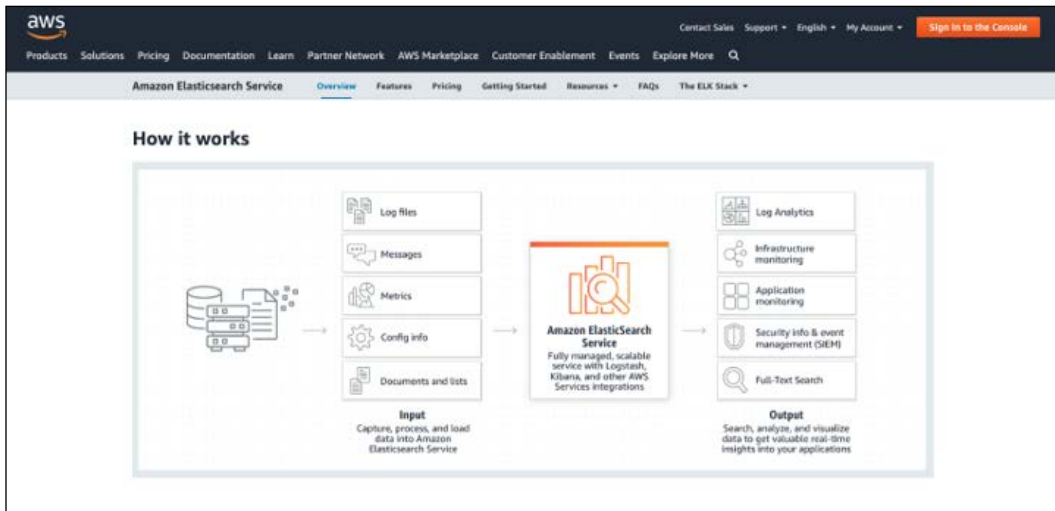 aws
Contact Sales Support English My Account Sign in to the Console
Products Solutions Pricing Documentation Learn Partner Network AWS Marketplace Customer Enablement Events Explore More
Amazon Elasticsearch Service Overview Features Pricing Getting Started Resources FAQs The ELK Stack
How it works
Log files
Messages
Metrics
Config info
Documents and lists
Input
Capture, process, and load
data into Amazon
Elasticsearch Service
Amazon ElasticSearch
Service
Fully managed, scalable
service with Logstash,
Kibana, and other AWS
Services integrations
Log Analytics
Infrastructure
monitoring
Application
monitoring
Security info & event
management (SIEM)
Full-Text Search
Output
Search, analyze, and visualize
data to get valuable real-time
insights into your applications